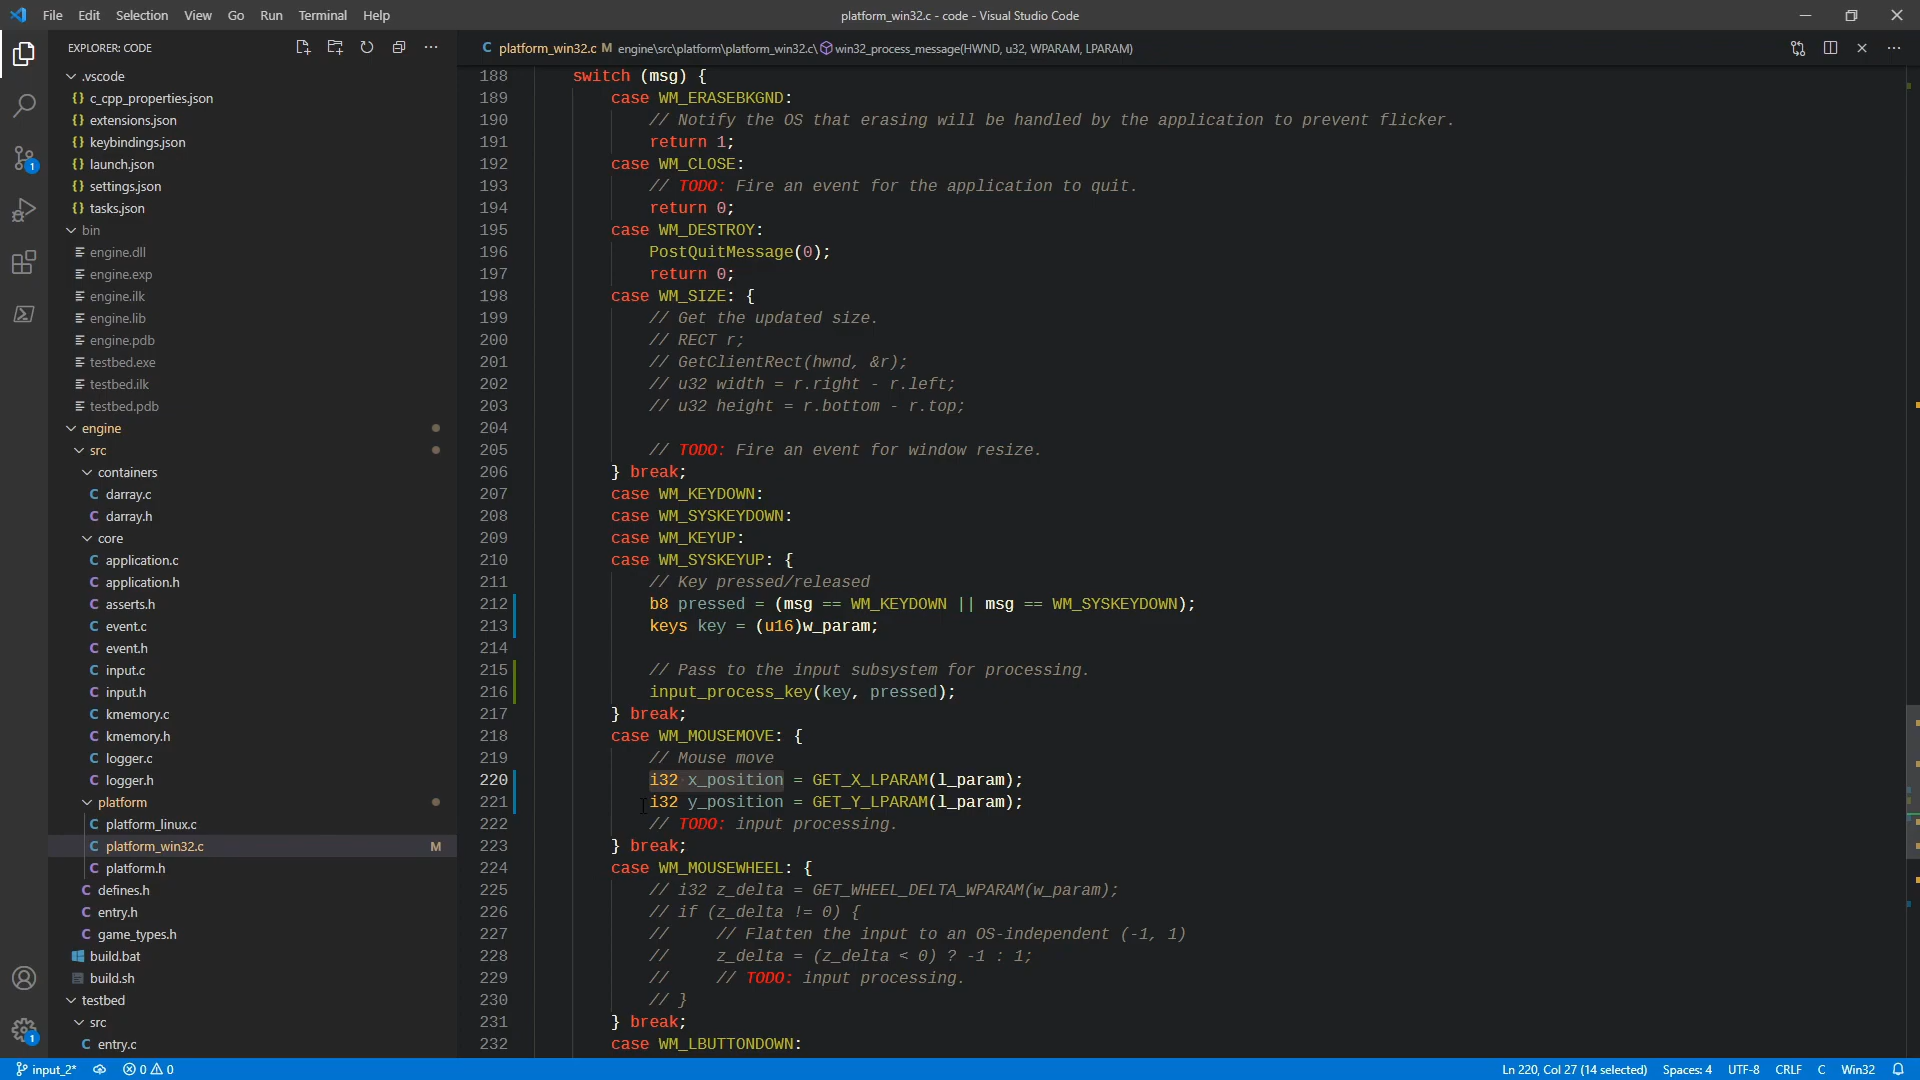 File Edit Selection View Go Run Terminal Help
platform_win32.c - code - Visual Studio Code
EXPLORER: CODE
.vscode
{} c_cpp_properties.json
{} extensions.json
{} keybindings.json
{} launch.json
{} settings.json
{} tasks.json
bin
engine.dll
engine.exp
engine.ilk
engine.lib
engine.pdb
testbed.exe
testbed.ilk
testbed.pdb
engine
src
containers
C darray.c
C darray.h
core
C application.c
C application.h
C asserts.h
C event.c
C event.h
C input.c
C input.h
C kmemory.c
C kmemory.h
C logger.c
C logger.h
platform
C platform_linux.c
C platform_win32.c M
C platform.h
C defines.h
C entry.h
C game_types.h
build.bat
build.sh
testbed
src
C entry.c
1
1
C platform_win32.c M engine\src\platform\platform_win32.c\ win32_process_message(HWND, u32, WPARAM, LPARAM)
188 switch (msg) {
189 case WM_ERASEBKGND:
190 // Notify the OS that erasing will be handled by the application to prevent flicker.
191 return 1;
192 case WM_CLOSE:
193 // TODO: Fire an event for the application to quit.
194 return 0;
195 case WM_DESTROY:
196 PostQuitMessage(0);
197 return 0;
198 case WM_SIZE: {
199 // Get the updated size.
200 // RECT r;
201 // GetClientRect(hwnd, &r);
202 // u32 width = r.right - r.left;
203 // u32 height = r.bottom - r.top;
204
205 // TODO: Fire an event for window resize.
206 } break;
207 case WM_KEYDOWN:
208 case WM_SYSKEYDOWN:
209 case WM_KEYUP:
210 case WM_SYSKEYUP: {
211 // Key pressed/released
212 b8 pressed = (msg == WM_KEYDOWN || msg == WM_SYSKEYDOWN);
213 keys key = (u16)w_param;
214
215 // Pass to the input subsystem for processing.
216 input_process_key(key, pressed);
217 } break;
218 case WM_MOUSEMOVE: {
219 // Mouse move
220 i32 x_position = GET_X_LPARAM(l_param);
221 i32 y_position = GET_Y_LPARAM(l_param);
222 // TODO: input processing.
223 } break;
224 case WM_MOUSEWHEEL: {
225 // i32 z_delta = GET_WHEEL_DELTA_WPARAM(w_param);
226 // if (z_delta != 0) {
227 // // Flatten the input to an OS-independent (-1, 1)
228 // z_delta = (z_delta < 0) ? -1 : 1;
229 // // TODO: input processing.
230 // }
231 } break;
232 case WM_LBUTTONDOWN:
input_2* 0 0 Ln 220, Col 27 (14 selected) Spaces: 4 UTF-8 CRLF C Win32